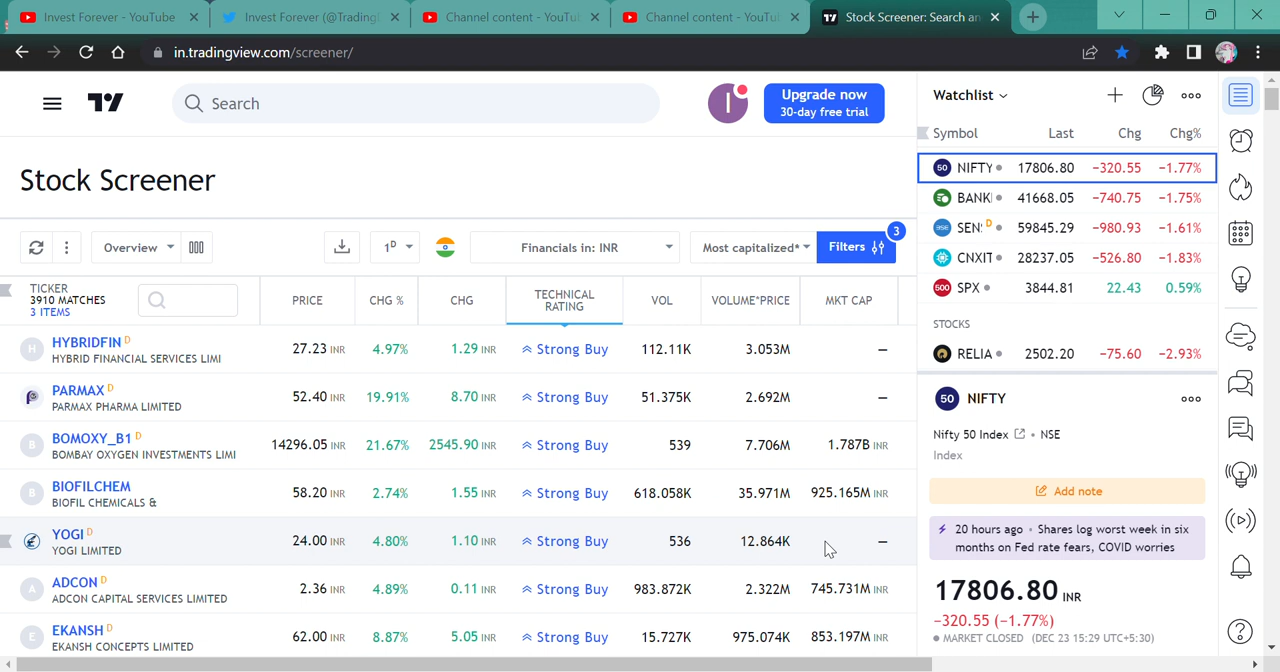 Invest Forever - YouTube
Invest Forever (@Trading
Channel content - YouTu
Channel content - YouTu
Stock Screener: Search an
in.tradingview.com/screener/
Search
I
Upgrade now
30-day free trial
Stock Screener
Overview
1D
Financials in: INR
Most capitalized*
Filters
3
TICKER
3910 MATCHES
3 ITEMS
PRICE
CHG %
CHG
TECHNICAL
RATING
VOL
VOLUME*PRICE
MKT CAP
H HYBRIDFIN D
HYBRID FINANCIAL SERVICES LIMI
27.23 INR 4.97% 1.29 INR Strong Buy 112.11K 3.053M —
PARMAX D
PARMAX PHARMA LIMITED
52.40 INR 19.91% 8.70 INR Strong Buy 51.375K 2.692M —
B BOMOXY_B1 D
BOMBAY OXYGEN INVESTMENTS LIMI
14296.05 INR 21.67% 2545.90 INR Strong Buy 539 7.706M 1.787B INR
B BIOFILCHEM
BIOFIL CHEMICALS &
58.20 INR 2.74% 1.55 INR Strong Buy 618.058K 35.971M 925.165M INR
YOGI D
YOGI LIMITED
24.00 INR 4.80% 1.10 INR Strong Buy 536 12.864K —
A ADCON D
ADCON CAPITAL SERVICES LIMITED
2.36 INR 4.89% 0.11 INR Strong Buy 983.872K 2.322M 745.731M INR
E EKANSH D
EKANSH CONCEPTS LIMITED
62.00 INR 8.87% 5.05 INR Strong Buy 15.727K 975.074K 853.197M INR
Watchlist
Symbol Last Chg Chg%
50 NIFTY 17806.80 −320.55 −1.77%
BANKI 41668.05 −740.75 −1.75%
SEN: D 59845.29 −980.93 −1.61%
CNXIT 28237.05 −526.80 −1.83%
500 SPX 3844.81 22.43 0.59%
STOCKS
RELIA 2502.20 −75.60 −2.93%
50 NIFTY
Nifty 50 Index • NSE
Index
Add note
20 hours ago • Shares log worst week in six
months on Fed rate fears, COVID worries
17806.80 INR
−320.55 (−1.77%)
MARKET CLOSED (DEC 23 15:29 UTC+5:30)